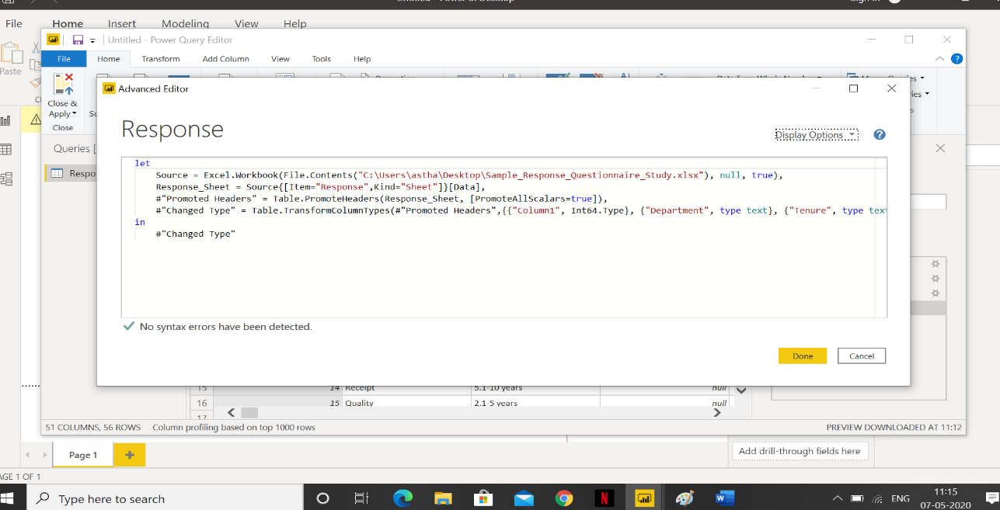 File Home Insert Modeling View Help
Untitled - Power Query Editor
File Home Transform Add Column View Tools Help
Paste
Close &
Apply
Close
Queries [
Respo
Advanced Editor
Response
Display Options
let
Source = Excel.Workbook(File.Contents("C:\Users\astha\Desktop\Sample_Response_Questionnaire_Study.xlsx"), null, true),
Response_Sheet = Source{[Item="Response",Kind="Sheet"]}[Data],
#"Promoted Headers" = Table.PromoteHeaders(Response_Sheet, [PromoteAllScalars=true]),
#"Changed Type" = Table.TransformColumnTypes(#"Promoted Headers",{{"Column1", Int64.Type}, {"Department", type text}, {"Tenure", type text
in
#"Changed Type"
No syntax errors have been detected.
Done Cancel
15 14 Receipt 5.1-10 years null
16 15 Quality 2.1-5 years null
17
51 COLUMNS, 56 ROWS Column profiling based on top 1000 rows PREVIEW DOWNLOADED AT 11:12
Page 1 +
Add drill-through fields here
AGE 1 OF 1
Type here to search
ENG
11:15
07-05-2020